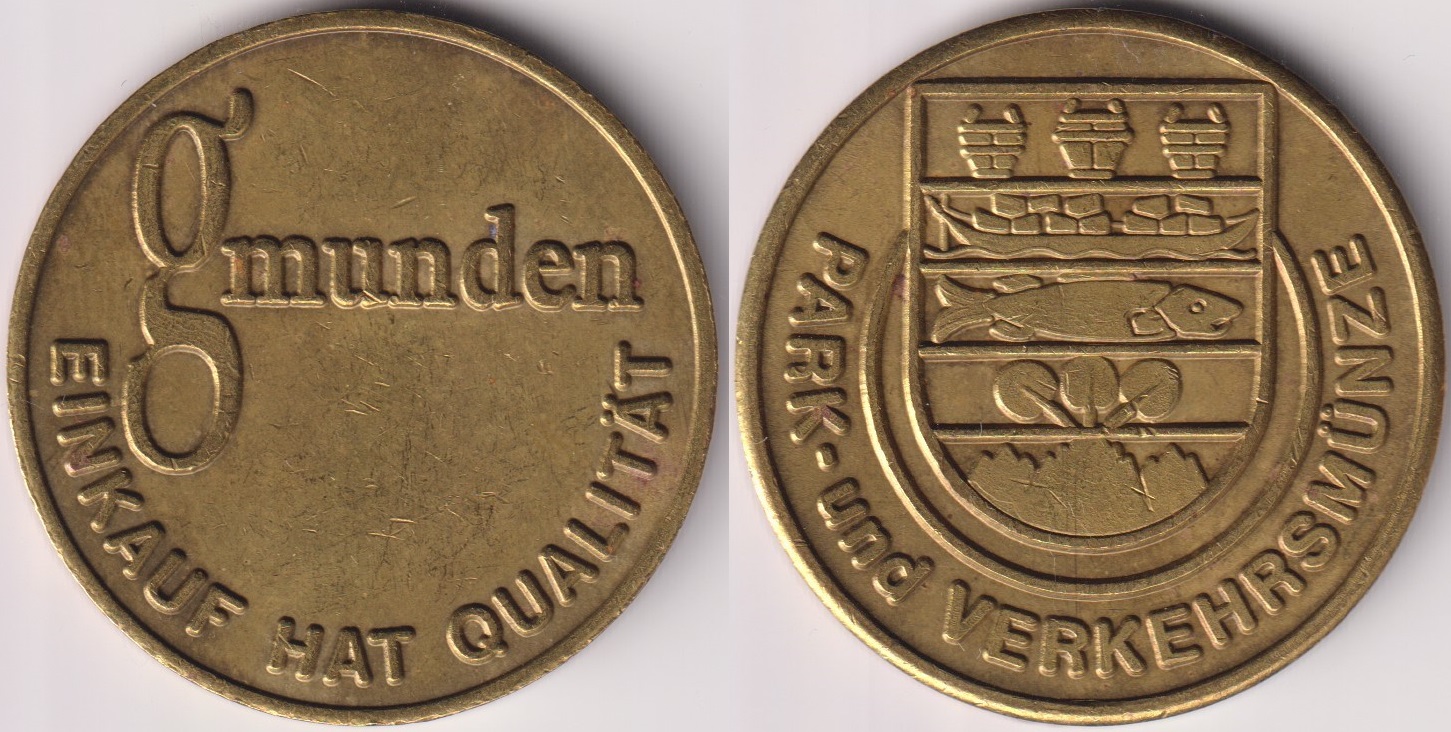 gmunden
EINKAUF HAT QUALITÄT
PARK- und VERKEHRSMÜNZE